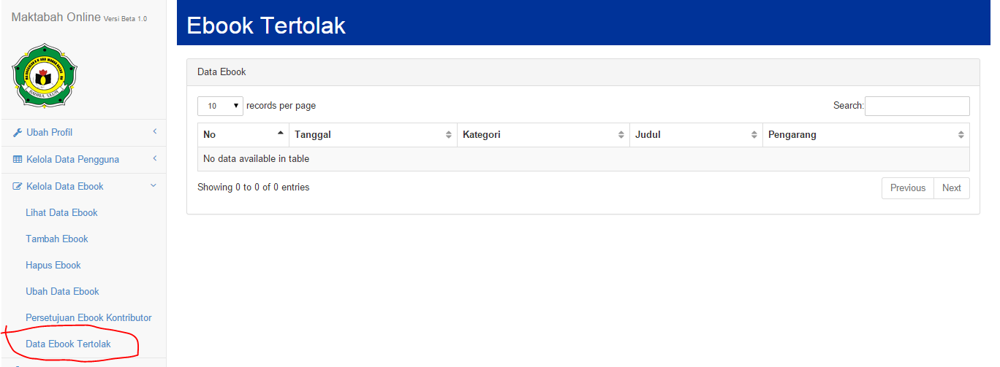 Maktabah Online Versi Beta 1.0
BAHRUL ULUM
Ubah Profil
Kelola Data Pengguna
Kelola Data Ebook
Lihat Data Ebook
Tambah Ebook
Hapus Ebook
Ubah Data Ebook
Persetujuan Ebook Kontributor
Data Ebook Tertolak
Ebook Tertolak
Data Ebook
10 records per page Search:
No Tanggal Kategori Judul Pengarang
No data available in table
Showing 0 to 0 of 0 entries Previous Next